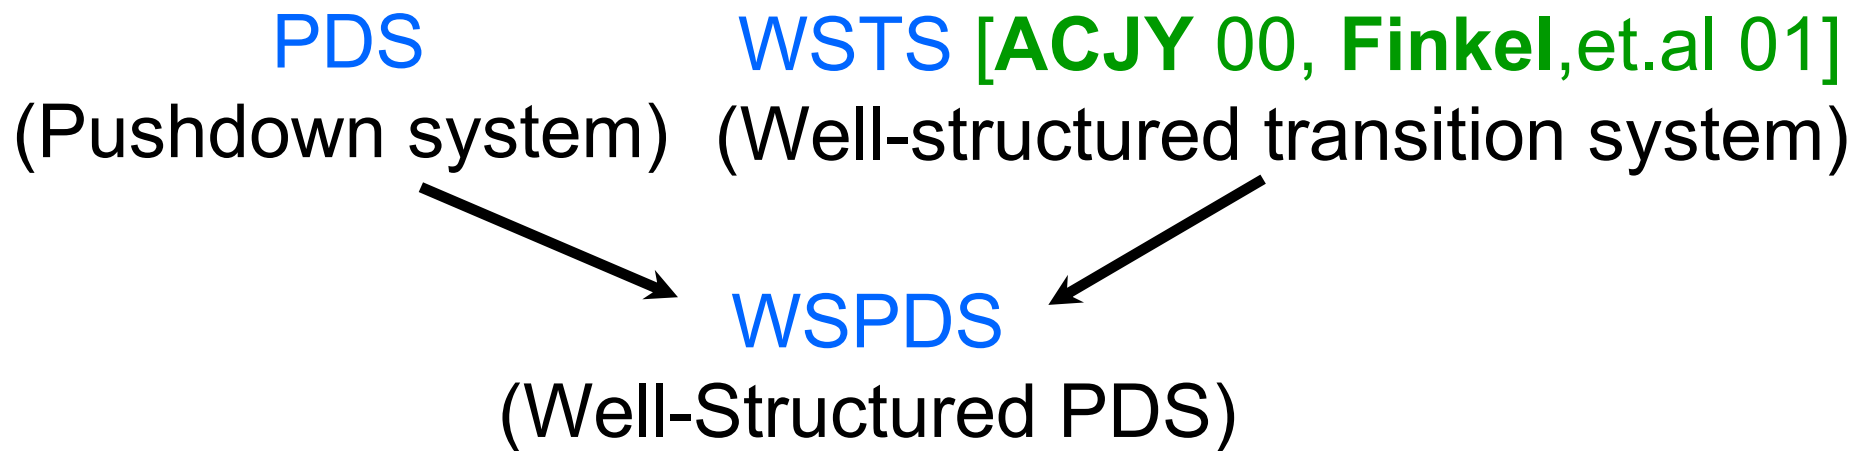 PDS WSTS [ACJY 00, Finkel,et.al 01]
(Pushdown system) (Well-structured transition system)
WSPDS
(Well-Structured PDS)